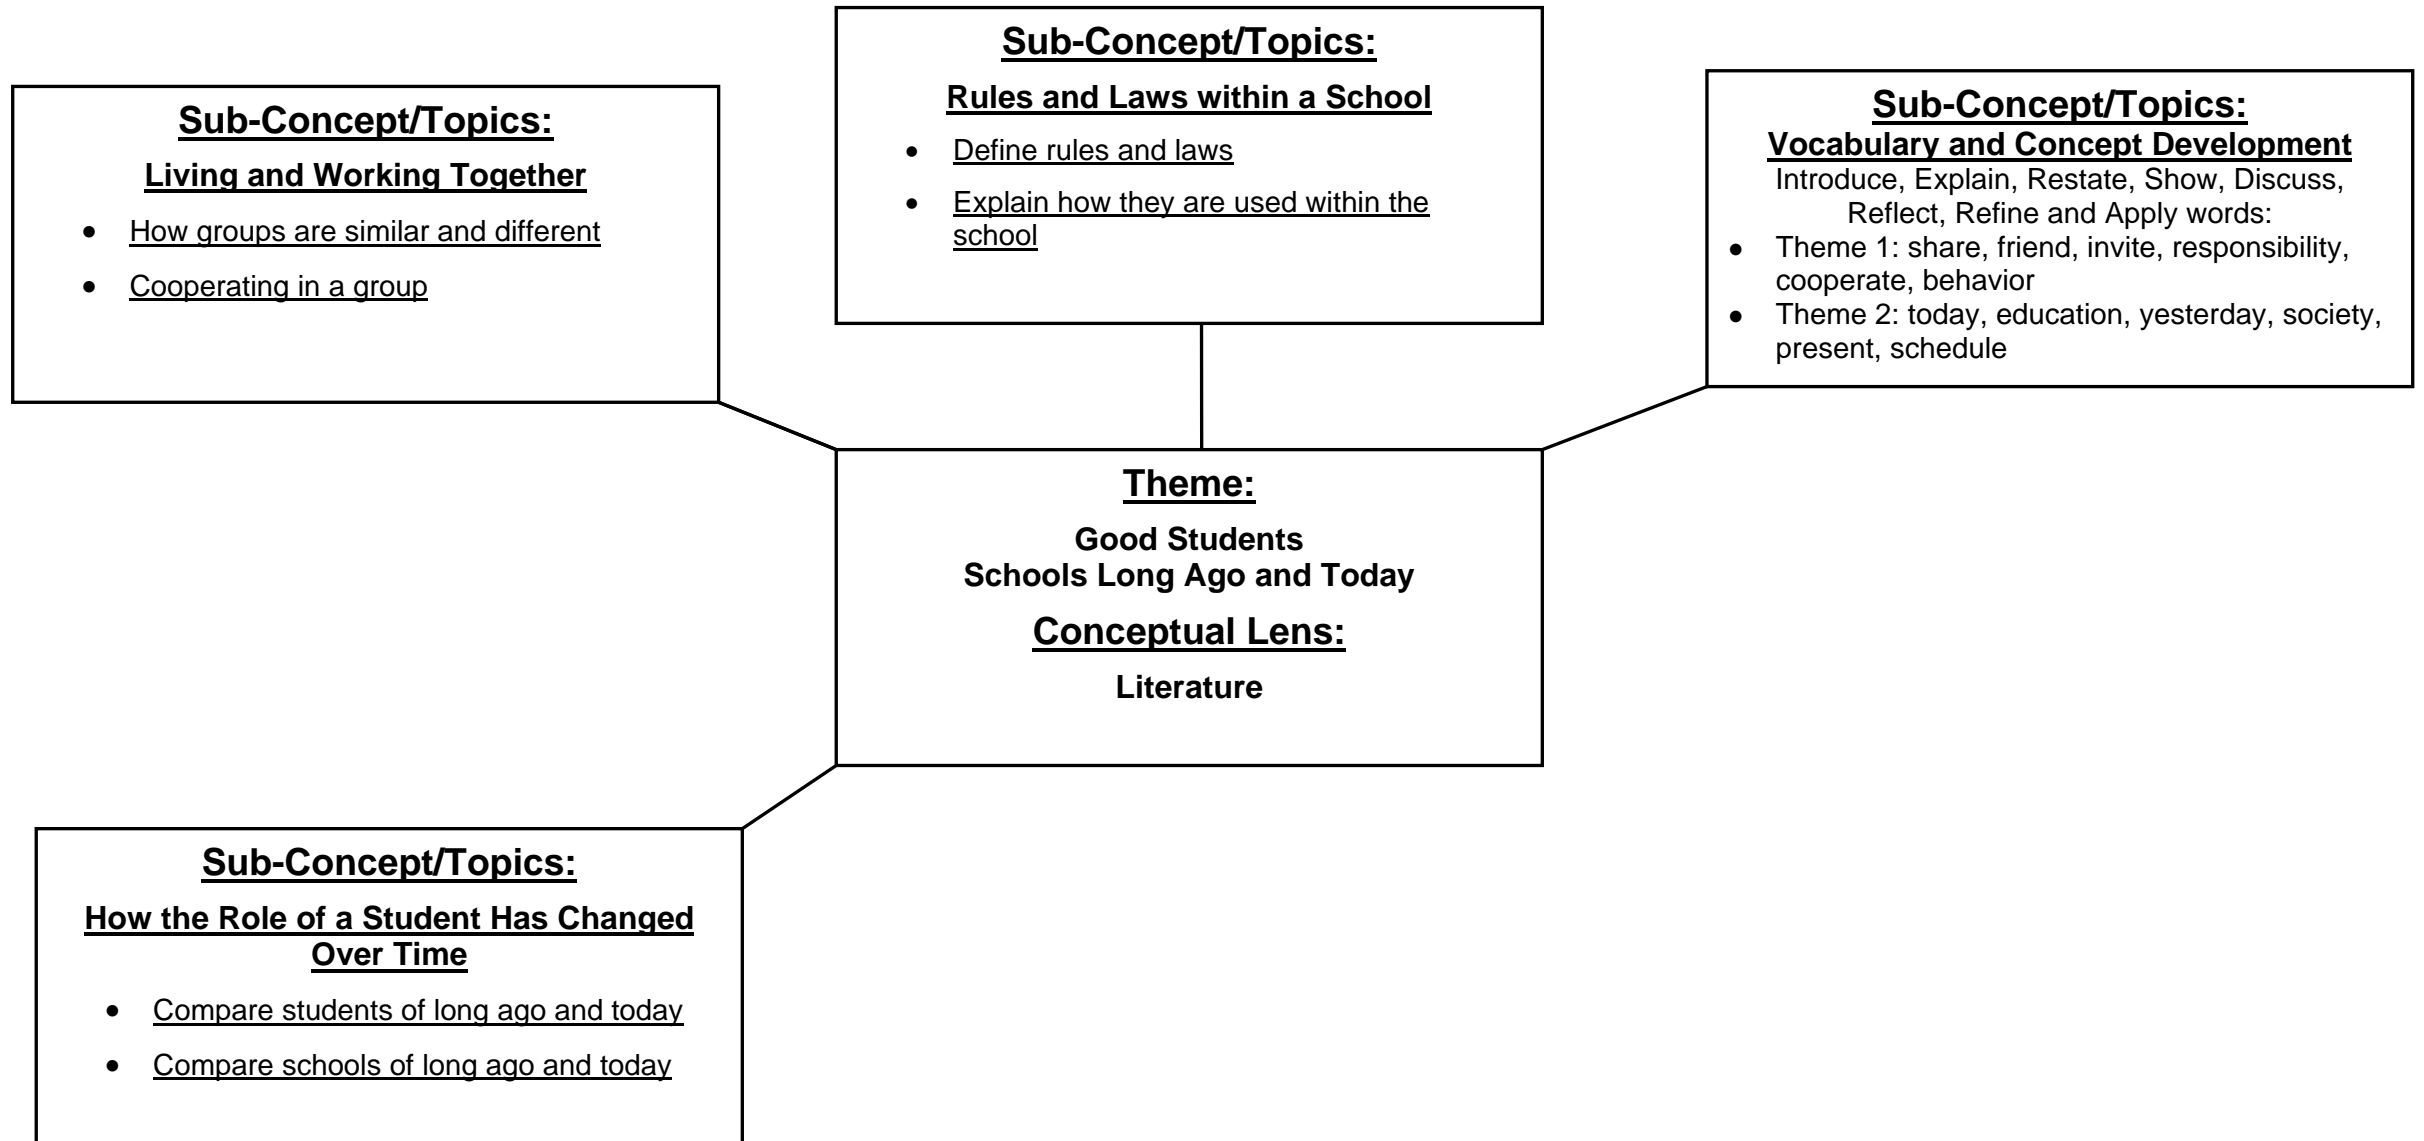 Sub-Concept/Topics:
Living and Working Together
• How groups are similar and different
• Cooperating in a group
Sub-Concept/Topics:
Rules and Laws within a School
• Define rules and laws
• Explain how they are used within the
school
Sub-Concept/Topics:
Vocabulary and Concept Development
Introduce, Explain, Restate, Show, Discuss,
Reflect, Refine and Apply words:
• Theme 1: share, friend, invite, responsibility,
cooperate, behavior
• Theme 2: today, education, yesterday, society,
present, schedule
Theme:
Good Students
Schools Long Ago and Today
Conceptual Lens:
Literature
Sub-Concept/Topics:
How the Role of a Student Has Changed
Over Time
• Compare students of long ago and today
• Compare schools of long ago and today